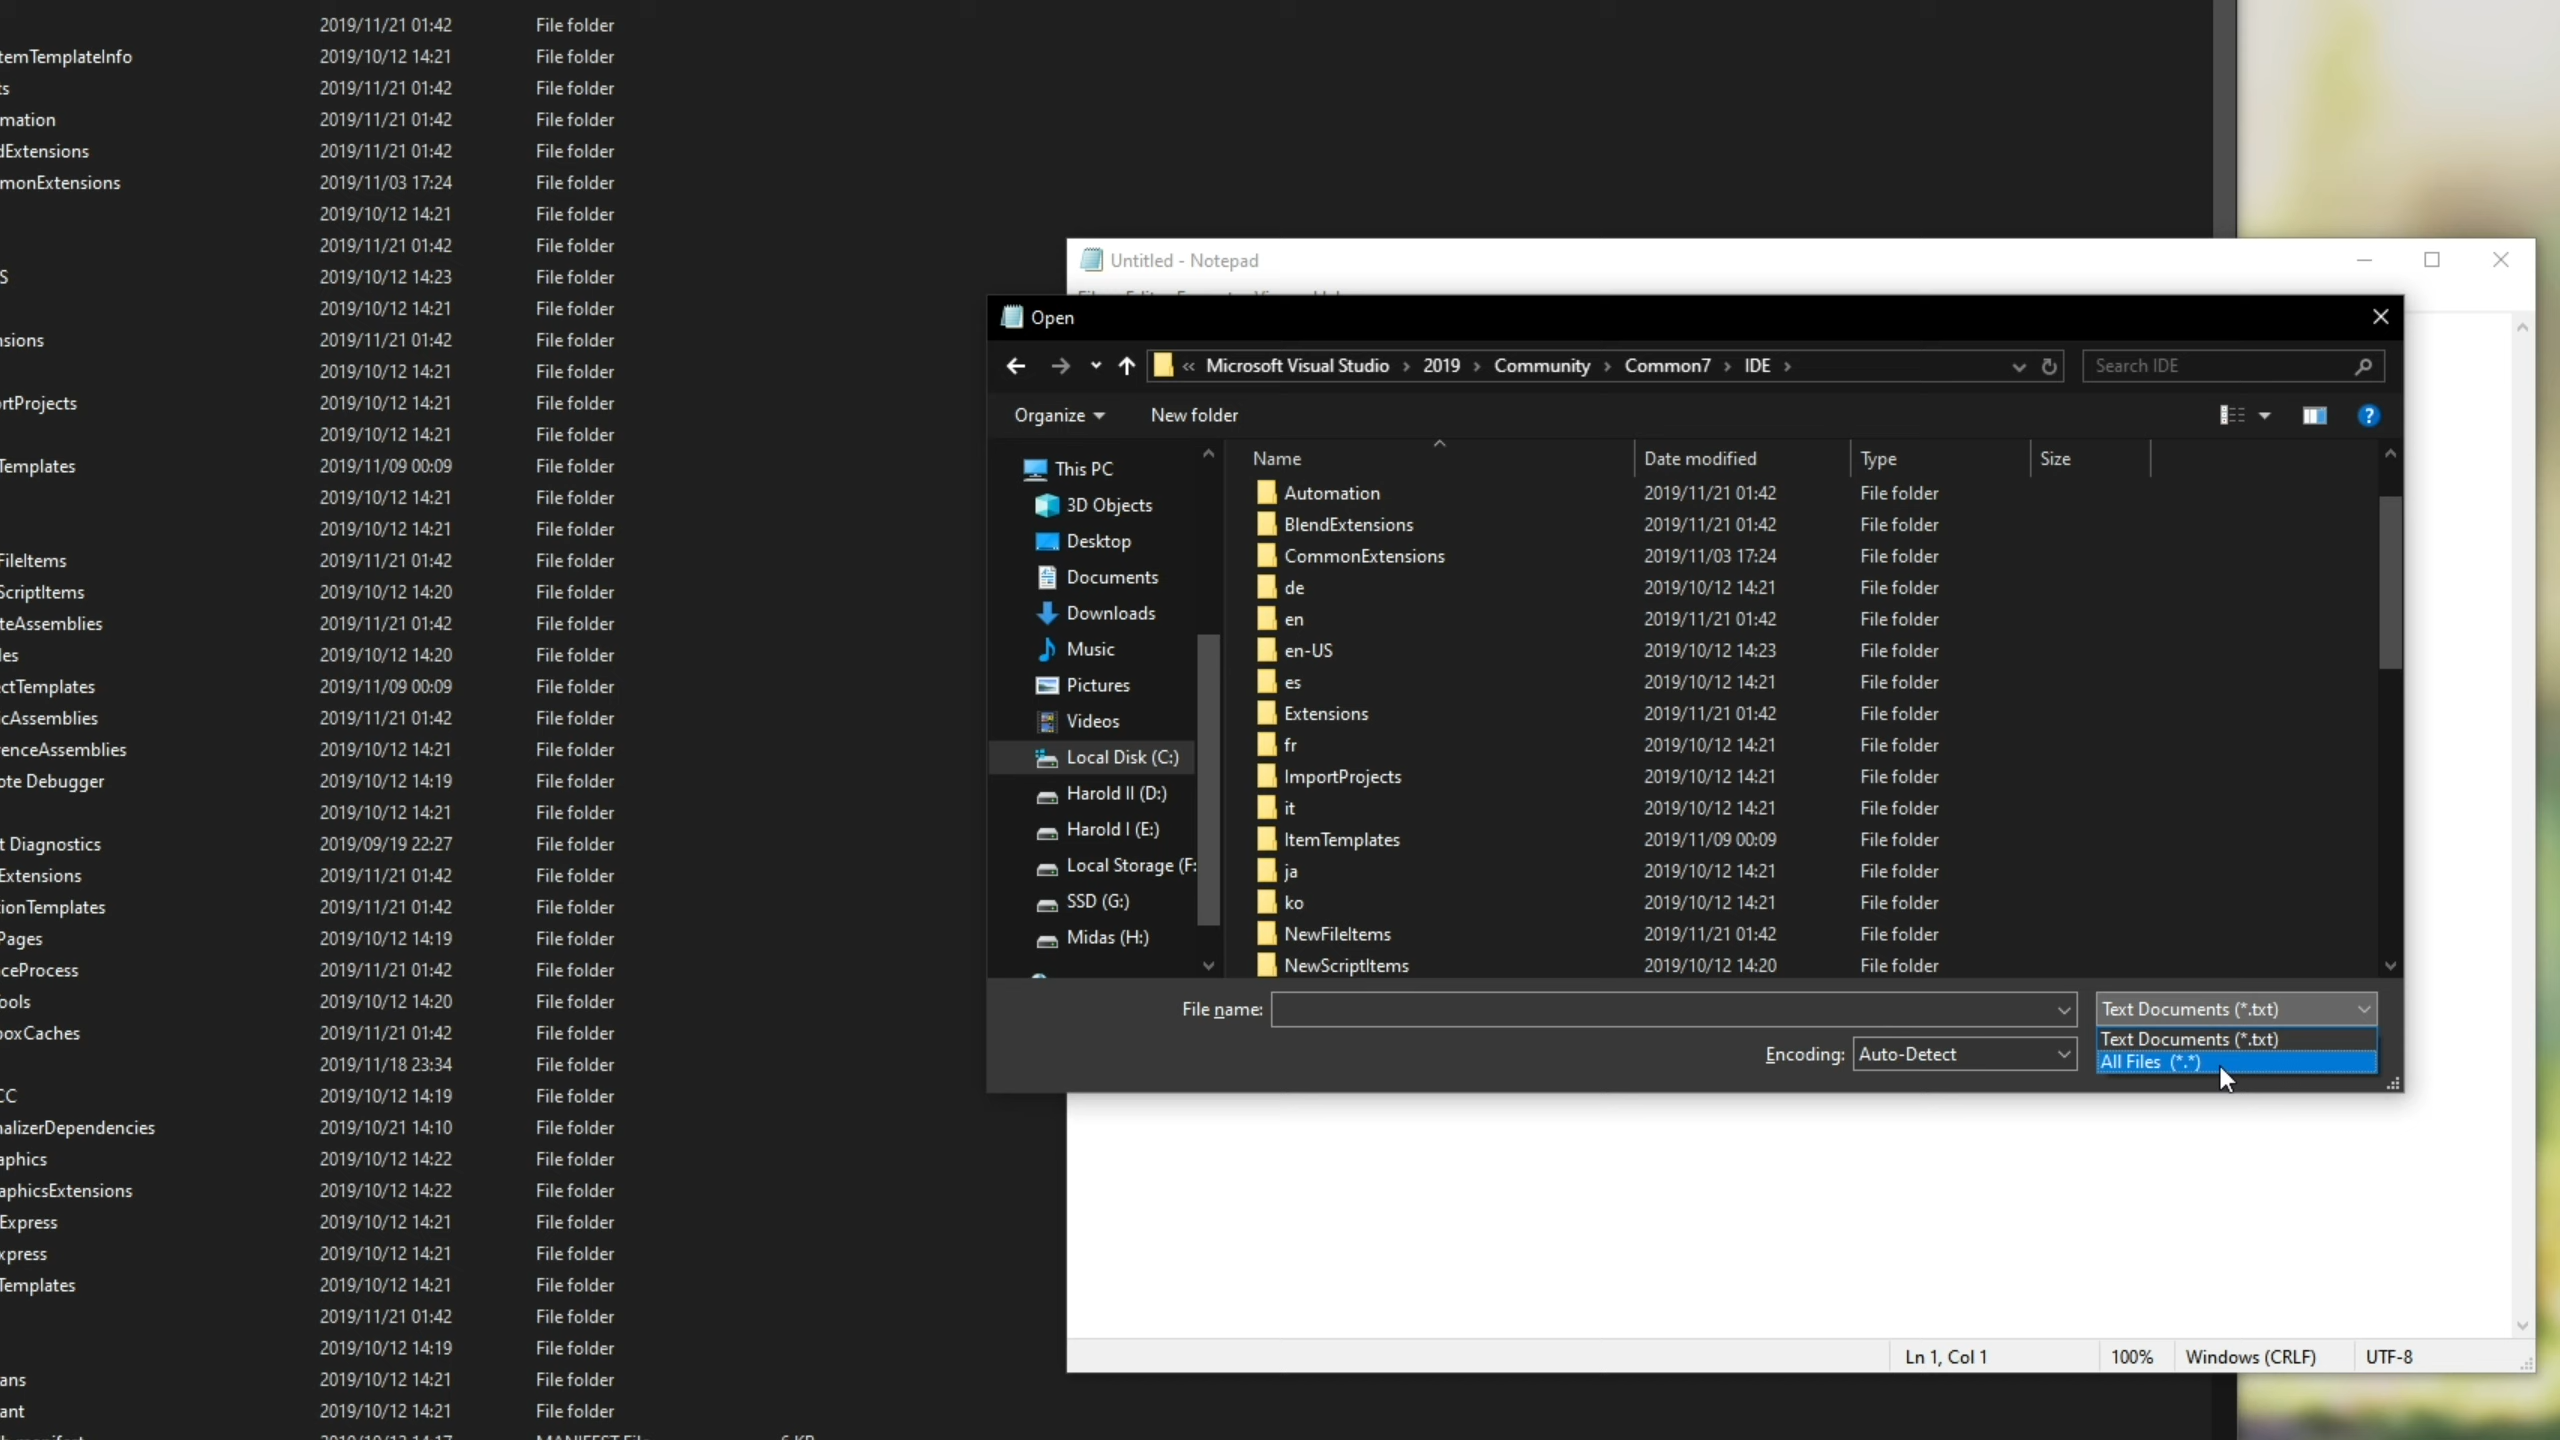 2019/11/21 01:42 File folder
temTemplateInfo 2019/10/12 14:21 File folder
ts 2019/11/21 01:42 File folder
mation 2019/11/21 01:42 File folder
dExtensions 2019/11/21 01:42 File folder
monExtensions 2019/11/03 17:24 File folder
2019/10/12 14:21 File folder
2019/11/21 01:42 File folder
S 2019/10/12 14:23 File folder
2019/10/12 14:21 File folder
nsions 2019/11/21 01:42 File folder
2019/10/12 14:21 File folder
rtProjects 2019/10/12 14:21 File folder
2019/10/12 14:21 File folder
Templates 2019/11/09 00:09 File folder
2019/10/12 14:21 File folder
2019/10/12 14:21 File folder
FileItems 2019/11/21 01:42 File folder
ScriptItems 2019/10/12 14:20 File folder
teAssemblies 2019/11/21 01:42 File folder
les 2019/10/12 14:20 File folder
ctTemplates 2019/11/09 00:09 File folder
icAssemblies 2019/11/21 01:42 File folder
renceAssemblies 2019/10/12 14:21 File folder
ote Debugger 2019/10/12 14:19 File folder
2019/10/12 14:21 File folder
t Diagnostics 2019/09/19 22:27 File folder
Extensions 2019/11/21 01:42 File folder
ionTemplates 2019/11/21 01:42 File folder
Pages 2019/10/12 14:19 File folder
ceProcess 2019/11/21 01:42 File folder
ools 2019/10/12 14:20 File folder
boxCaches 2019/11/21 01:42 File folder
2019/11/18 23:34 File folder
CC 2019/10/12 14:19 File folder
nalizerDependencies 2019/10/21 14:10 File folder
aphics 2019/10/12 14:22 File folder
aphicsExtensions 2019/10/12 14:22 File folder
Express 2019/10/12 14:21 File folder
xpress 2019/10/12 14:21 File folder
Templates 2019/10/12 14:21 File folder
2019/11/21 01:42 File folder
2019/10/12 14:19 File folder
ans 2019/10/12 14:21 File folder
ant 2019/10/12 14:21 File folder
Untitled - Notepad
Open
« Microsoft Visual Studio › 2019 › Community › Common7 › IDE ›
Search IDE
Organize New folder
This PC
3D Objects
Desktop
Documents
Downloads
Music
Pictures
Videos
Local Disk (C:)
Harold II (D:)
Harold I (E:)
Local Storage (F:
SSD (G:)
Midas (H:)
Name Date modified Type Size
Automation 2019/11/21 01:42 File folder
BlendExtensions 2019/11/21 01:42 File folder
CommonExtensions 2019/11/03 17:24 File folder
de 2019/10/12 14:21 File folder
en 2019/11/21 01:42 File folder
en-US 2019/10/12 14:23 File folder
es 2019/10/12 14:21 File folder
Extensions 2019/11/21 01:42 File folder
fr 2019/10/12 14:21 File folder
ImportProjects 2019/10/12 14:21 File folder
it 2019/10/12 14:21 File folder
ItemTemplates 2019/11/09 00:09 File folder
ja 2019/10/12 14:21 File folder
ko 2019/10/12 14:21 File folder
NewFileItems 2019/11/21 01:42 File folder
NewScriptItems 2019/10/12 14:20 File folder
File name: Text Documents (*.txt)
Text Documents (*.txt)
Encoding: Auto-Detect All Files (*.*)
Ln 1, Col 1 100% Windows (CRLF) UTF-8